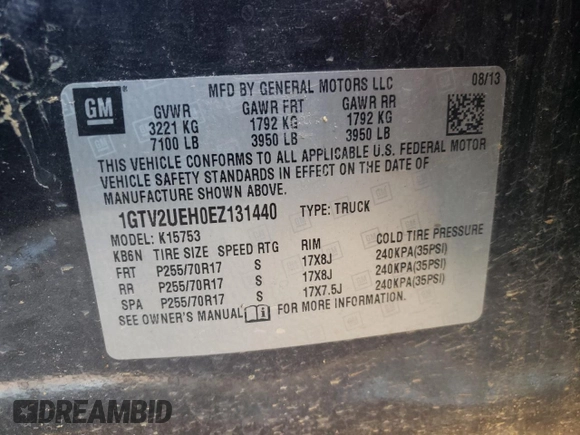 GM
MFD BY GENERAL MOTORS LLC 08/13
GVWR GAWR FRT GAWR RR
3221 KG 1792 KG 1792 KG
7100 LB 3950 LB 3950 LB
THIS VEHICLE CONFORMS TO ALL APPLICABLE U.S. FEDERAL MOTOR
VEHICLE SAFETY STANDARDS IN EFFECT ON THE DATE OF
MANUFACTURE SHOWN ABOVE.
1GTV2UEH0EZ131440 TYPE: TRUCK
MODEL: K15753
KB6N TIRE SIZE SPEED RTG RIM COLD TIRE PRESSURE
FRT P255/70R17 S 17X8J 240KPA(35PSI)
RR P255/70R17 S 17X8J 240KPA(35PSI)
SPA P255/70R17 S 17X7.5J 240KPA(35PSI)
SEE OWNER'S MANUAL FOR MORE INFORMATION.
DREAMBID